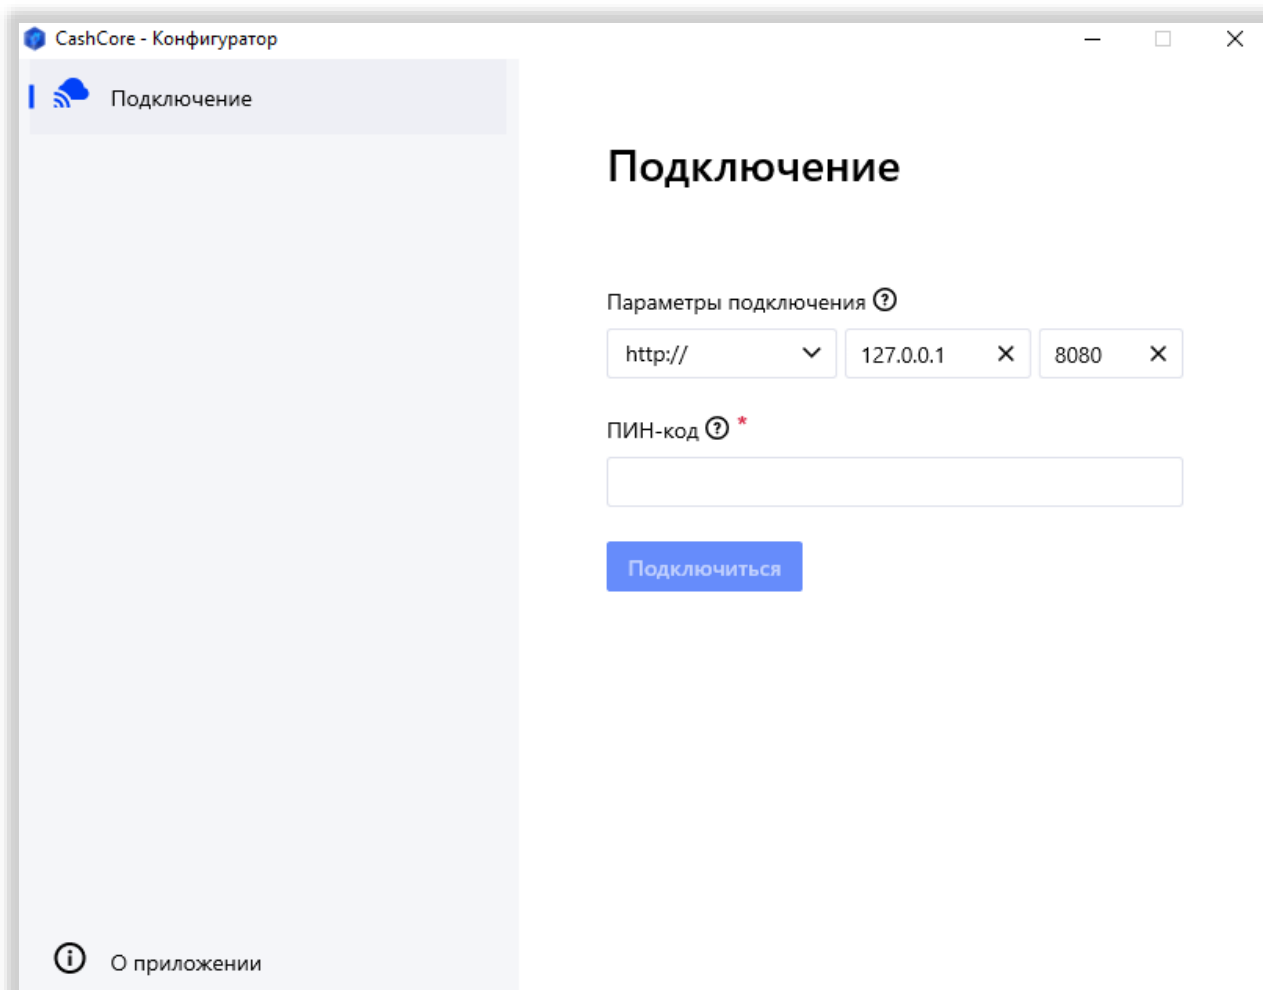 CashCore - Конфигуратор
Подключение
Подключение
Параметры подключения
http:// 127.0.0.1 8080
ПИН-код *
Подключиться
О приложении